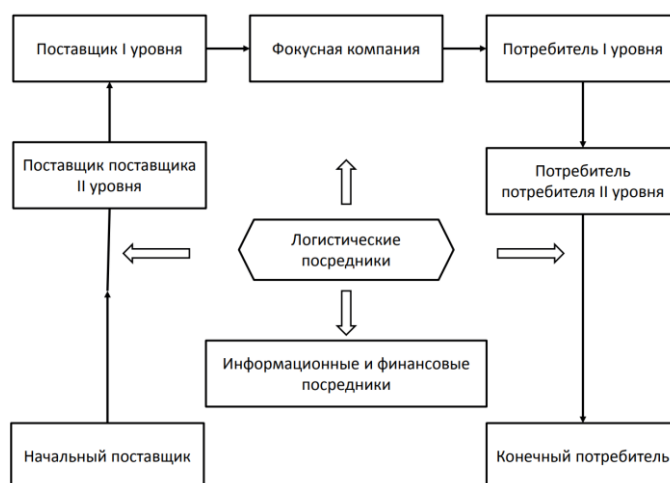 Поставщик I уровня
Фокусная компания
Потребитель I уровня
Поставщик поставщика
II уровня
Потребитель
потребителя II уровня
Логистические
посредники
Информационные и финансовые
посредники
Начальный поставщик
Конечный потребитель